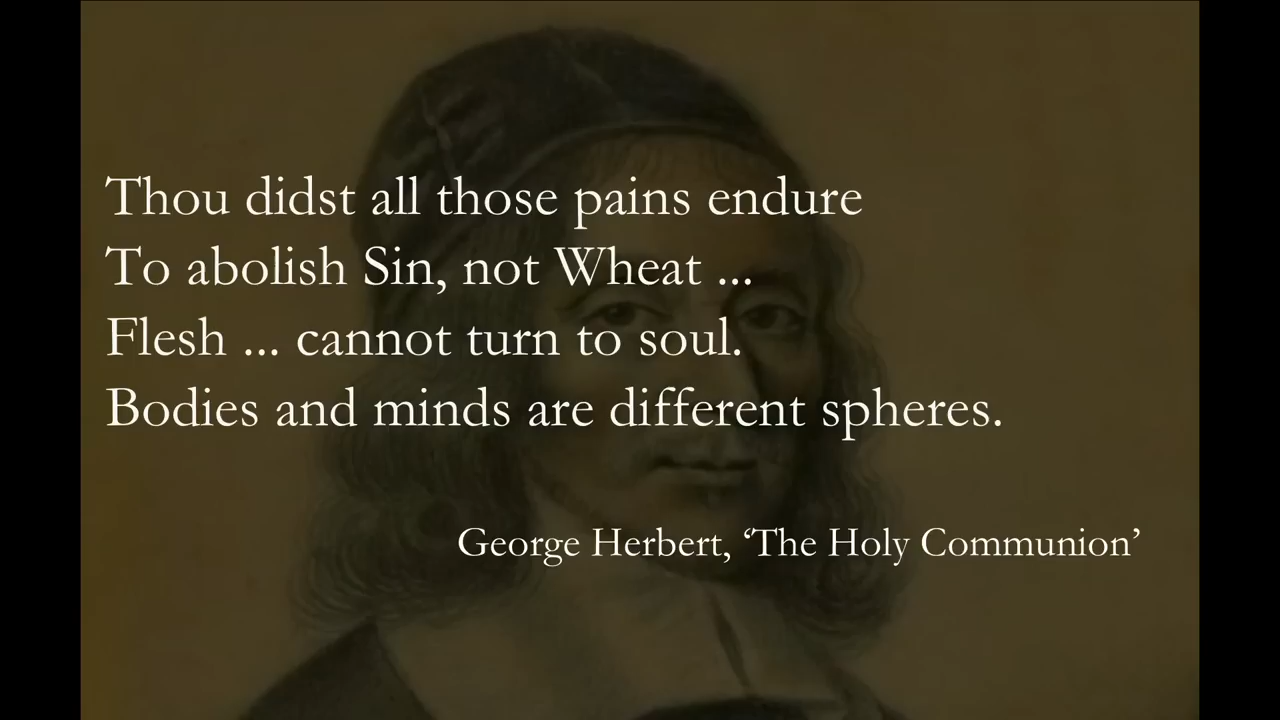 Thou didst all those pains endure
To abolish Sin, not Wheat ...
Flesh ... cannot turn to soul.
Bodies and minds are different spheres.
George Herbert, ‘The Holy Communion’